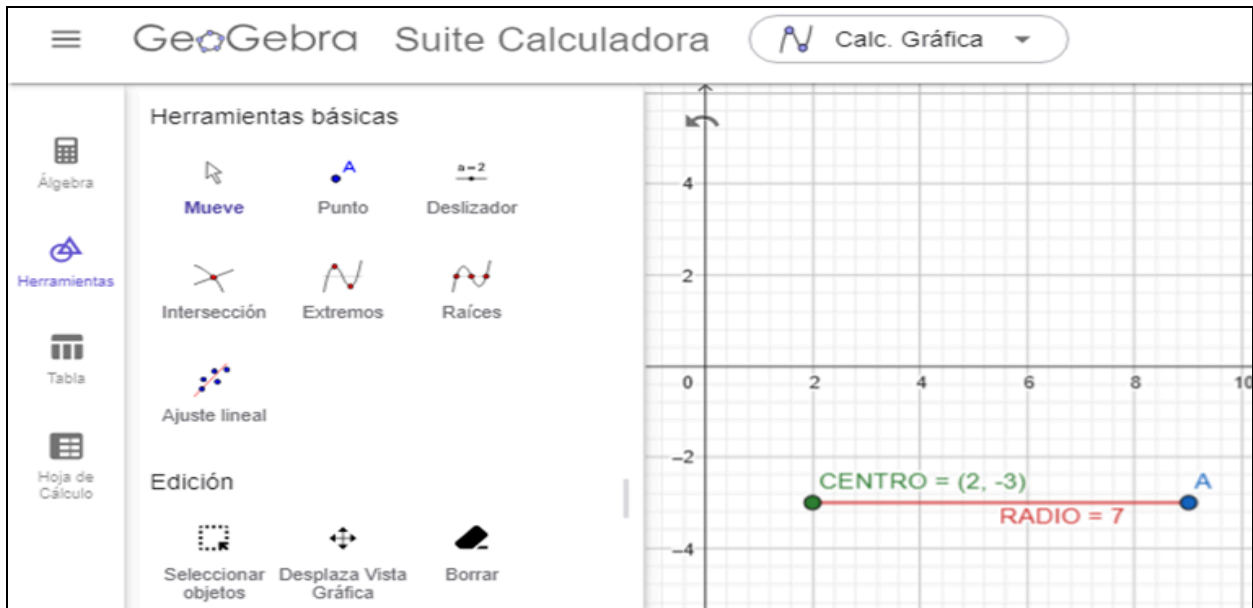 GeoGebra Suite Calculadora Calc. Gráfica
Álgebra
Herramientas
Tabla
Hoja de
Cálculo
Herramientas básicas
a=2
A
Mueve Punto Deslizador
Intersección Extremos Raíces
Ajuste lineal
Edición
Seleccionar
objetos
Desplaza Vista
Gráfica
Borrar
4
2
0 2 4 6 8 10
–2
CENTRO = (2, -3) A
RADIO = 7
–4